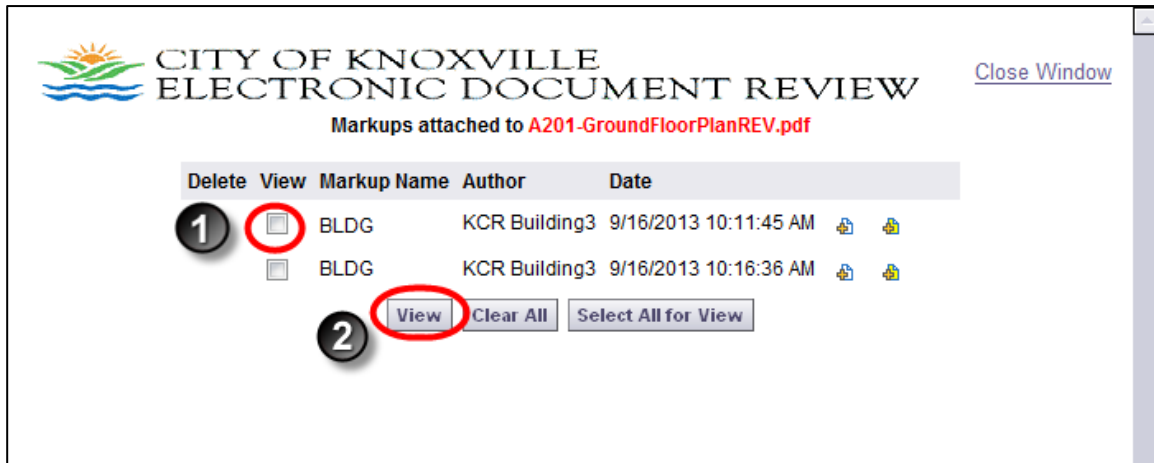 CITY OF KNOXVILLE
ELECTRONIC DOCUMENT REVIEW
Close Window
Markups attached to A201-GroundFloorPlanREV.pdf
Delete View Markup Name Author Date
1 BLDG KCR Building3 9/16/2013 10:11:45 AM
BLDG KCR Building3 9/16/2013 10:16:36 AM
2 View Clear All Select All for View